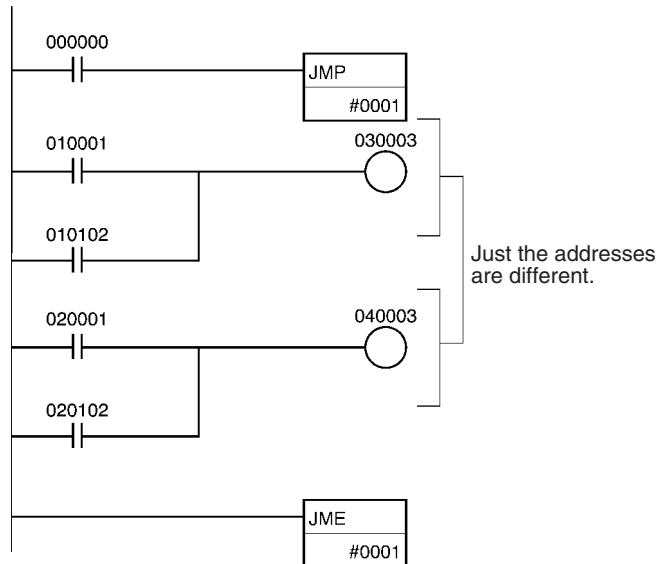 000000
JMP
#0001
010001
030003
010102
Just the addresses
are different.
020001
040003
020102
JME
#0001